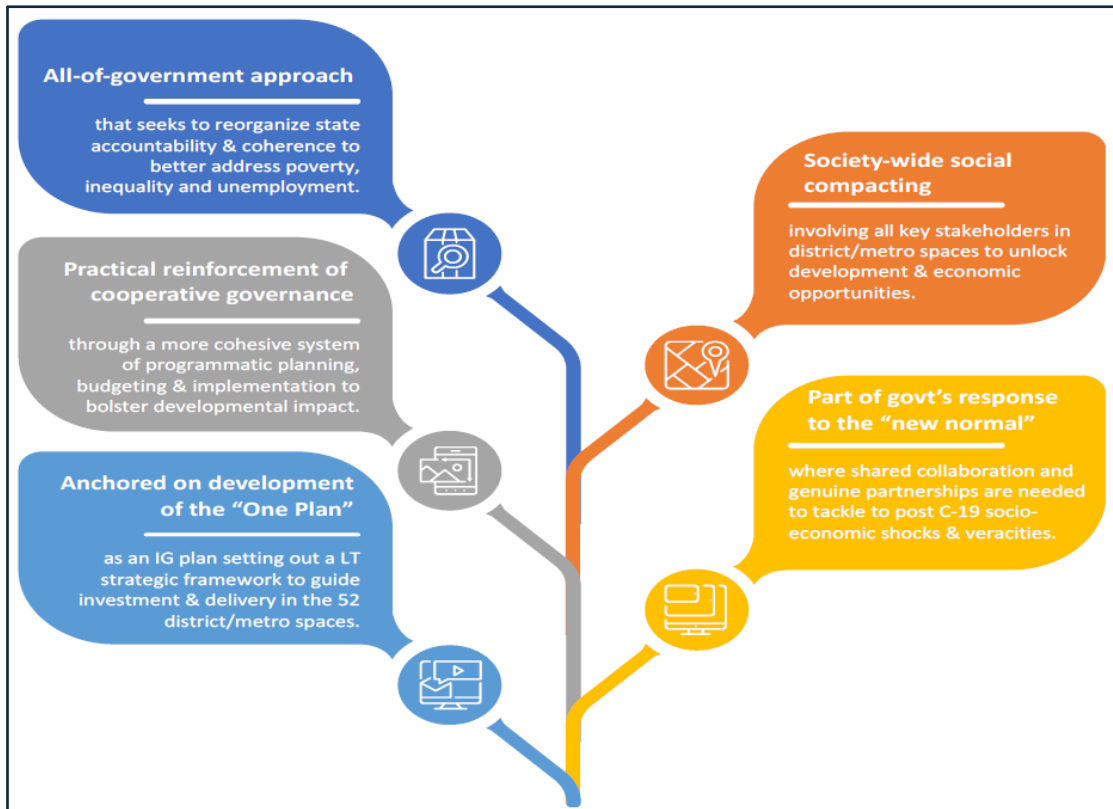 All-of-government approach
that seeks to reorganize state
accountability & coherence to
better address poverty,
inequality and unemployment.
Practical reinforcement of
cooperative governance
through a more cohesive system
of programmatic planning,
budgeting & implementation to
bolster developmental impact.
Anchored on development
of the “One Plan”
as an IG plan setting out a LT
strategic framework to guide
investment & delivery in the 52
district/metro spaces.
Society-wide social
compacting
involving all key stakeholders in
district/metro spaces to unlock
development & economic
opportunities.
Part of govt’s response
to the “new normal”
where shared collaboration and
genuine partnerships are needed
to tackle to post C-19 socio-
economic shocks & veracities.